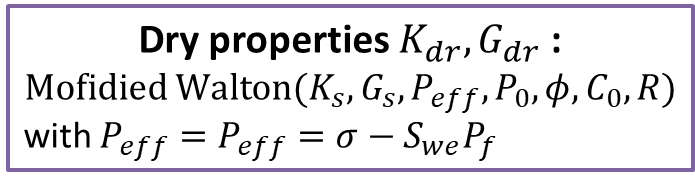 Dry properties K_{dr}, G_{dr} :
Mofidied Walton(K_s, G_s, P_{eff}, P_0, ϕ, C_0, R)
with P_{eff} = P_{eff} = σ − S_{we}P_f